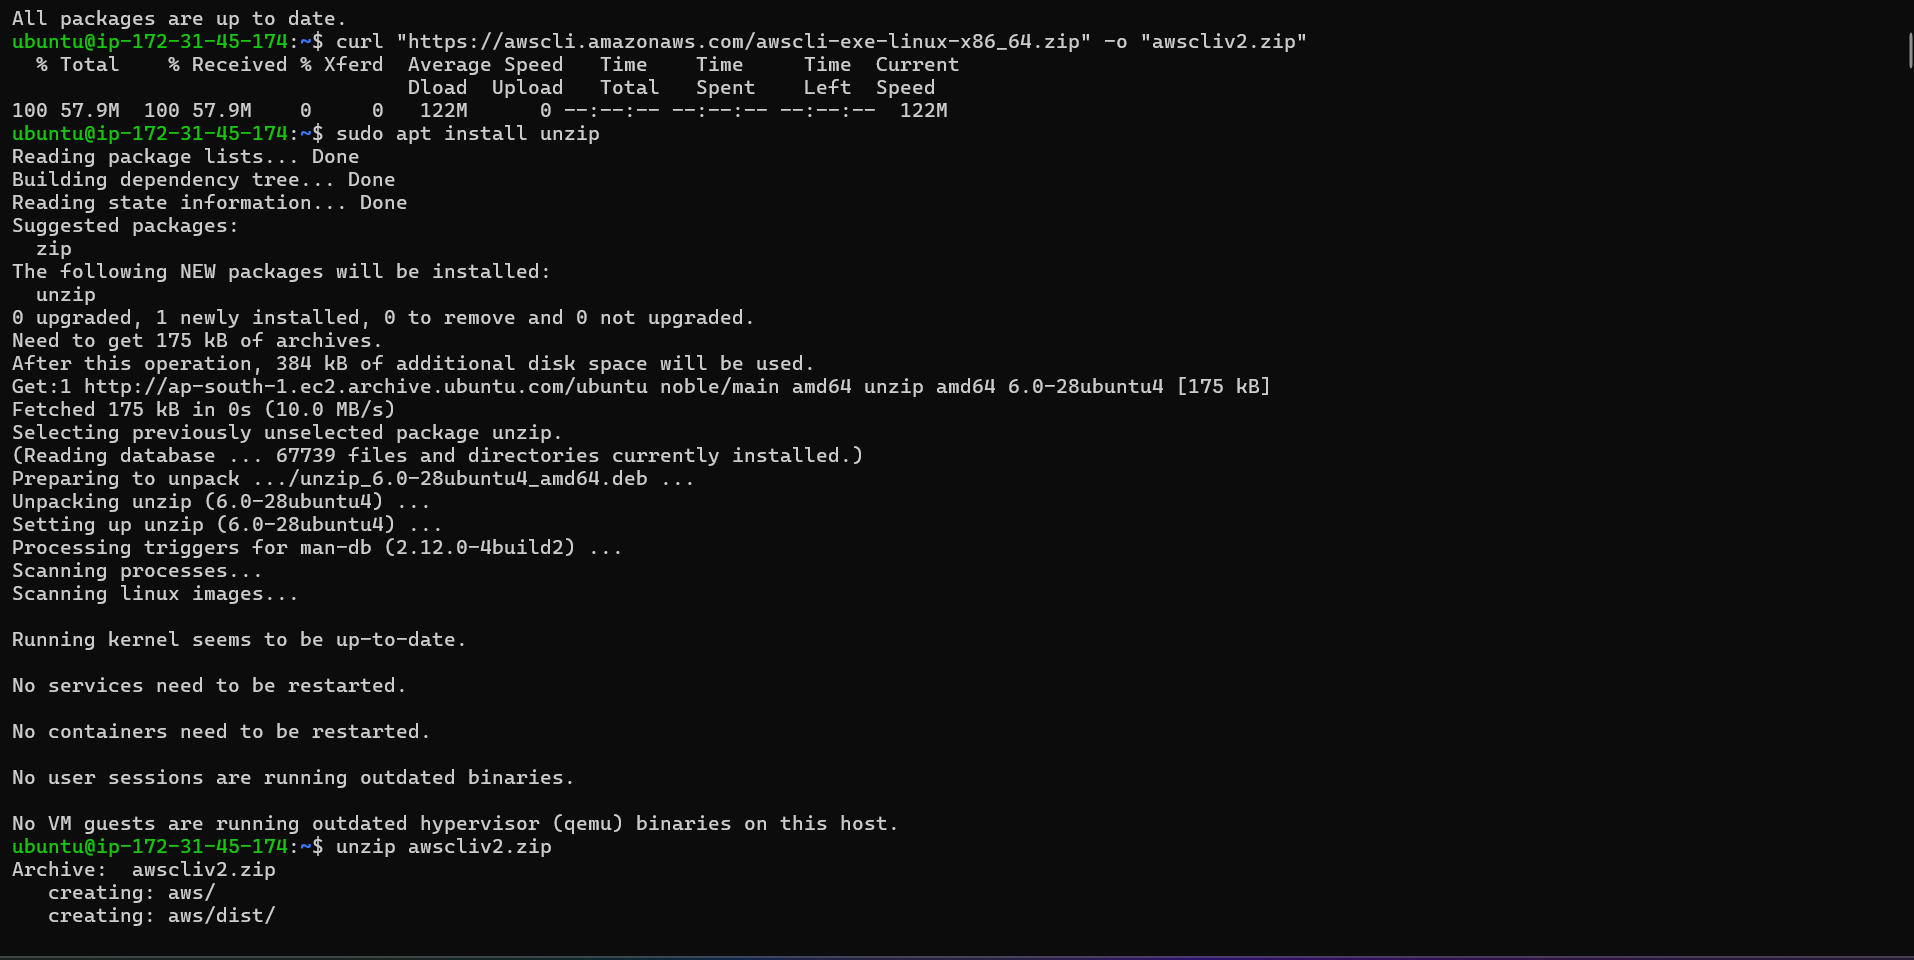 All packages are up to date.
ubuntu@ip-172-31-45-174:~$ curl "https://awscli.amazonaws.com/awscli-exe-linux-x86_64.zip" -o "awscliv2.zip"
  % Total    % Received % Xferd  Average Speed   Time    Time     Time  Current
                                 Dload  Upload   Total   Spent    Left  Speed
100 57.9M  100 57.9M    0     0   122M      0 --:--:-- --:--:-- --:--:--  122M
ubuntu@ip-172-31-45-174:~$ sudo apt install unzip
Reading package lists... Done
Building dependency tree... Done
Reading state information... Done
Suggested packages:
  zip
The following NEW packages will be installed:
  unzip
0 upgraded, 1 newly installed, 0 to remove and 0 not upgraded.
Need to get 175 kB of archives.
After this operation, 384 kB of additional disk space will be used.
Get:1 http://ap-south-1.ec2.archive.ubuntu.com/ubuntu noble/main amd64 unzip amd64 6.0-28ubuntu4 [175 kB]
Fetched 175 kB in 0s (10.0 MB/s)
Selecting previously unselected package unzip.
(Reading database ... 67739 files and directories currently installed.)
Preparing to unpack .../unzip_6.0-28ubuntu4_amd64.deb ...
Unpacking unzip (6.0-28ubuntu4) ...
Setting up unzip (6.0-28ubuntu4) ...
Processing triggers for man-db (2.12.0-4build2) ...
Scanning processes...
Scanning linux images...

Running kernel seems to be up-to-date.

No services need to be restarted.

No containers need to be restarted.

No user sessions are running outdated binaries.

No VM guests are running outdated hypervisor (qemu) binaries on this host.
ubuntu@ip-172-31-45-174:~$ unzip awscliv2.zip
Archive:  awscliv2.zip
   creating: aws/
   creating: aws/dist/